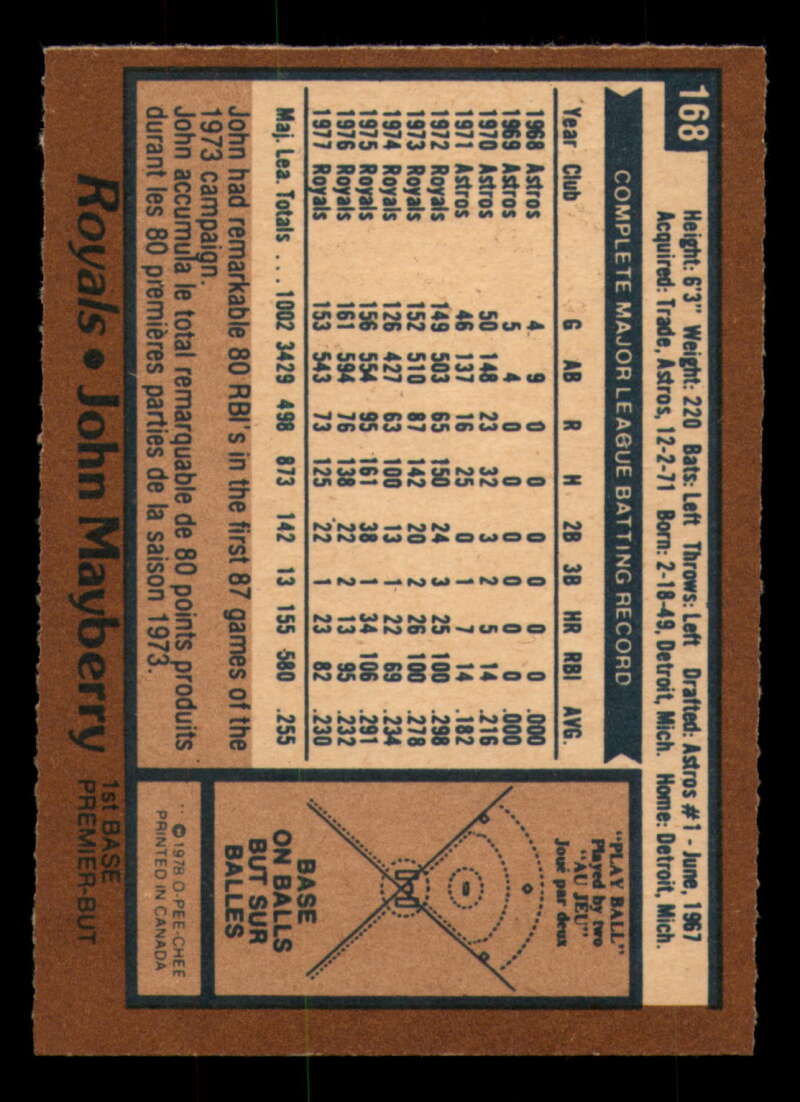 168
Height: 6'3" Weight: 220 Bats: Left Throws: Left Drafted: Astros #1 - June, 1967
Acquired: Trade, Astros, 12-2-71 Born: 2-18-49, Detroit, Mich. Home: Detroit, Mich.
COMPLETE MAJOR LEAGUE BATTING RECORD
Year Club G AB R H 2B 3B HR RBI AVG.
1968 Astros 4 9 0 0 0 0 0 0 .000
1969 Astros 5 4 0 0 0 0 0 0 .000
1970 Astros 50 148 23 32 3 2 5 14 .216
1971 Astros 46 137 16 25 0 1 7 14 .182
1972 Royals 149 503 65 150 24 3 25 100 .298
1973 Royals 152 510 87 142 20 2 26 100 .278
1974 Royals 126 427 63 100 13 1 22 69 .234
1975 Royals 156 554 95 161 38 1 34 106 .291
1976 Royals 161 594 76 138 22 2 13 95 .232
1977 Royals 153 543 73 125 22 1 23 82 .230
Maj. Lea. Totals ... 1002 3429 498 873 142 13 155 580 .255
John had remarkable 80 RBI's in the first 87 games of the
1973 campaign.
John accumula le total remarquable de 80 points produits
durant les 80 premières parties de la saison 1973.
"PLAY BALL"
Played by two
"AU JEU"
Joué par deux
BASE
ON BALLS
BUT SUR
BALLES
© 1978 O-PEE-CHEE
PRINTED IN CANADA
Royals • John Mayberry
1st BASE
PREMIER-BUT